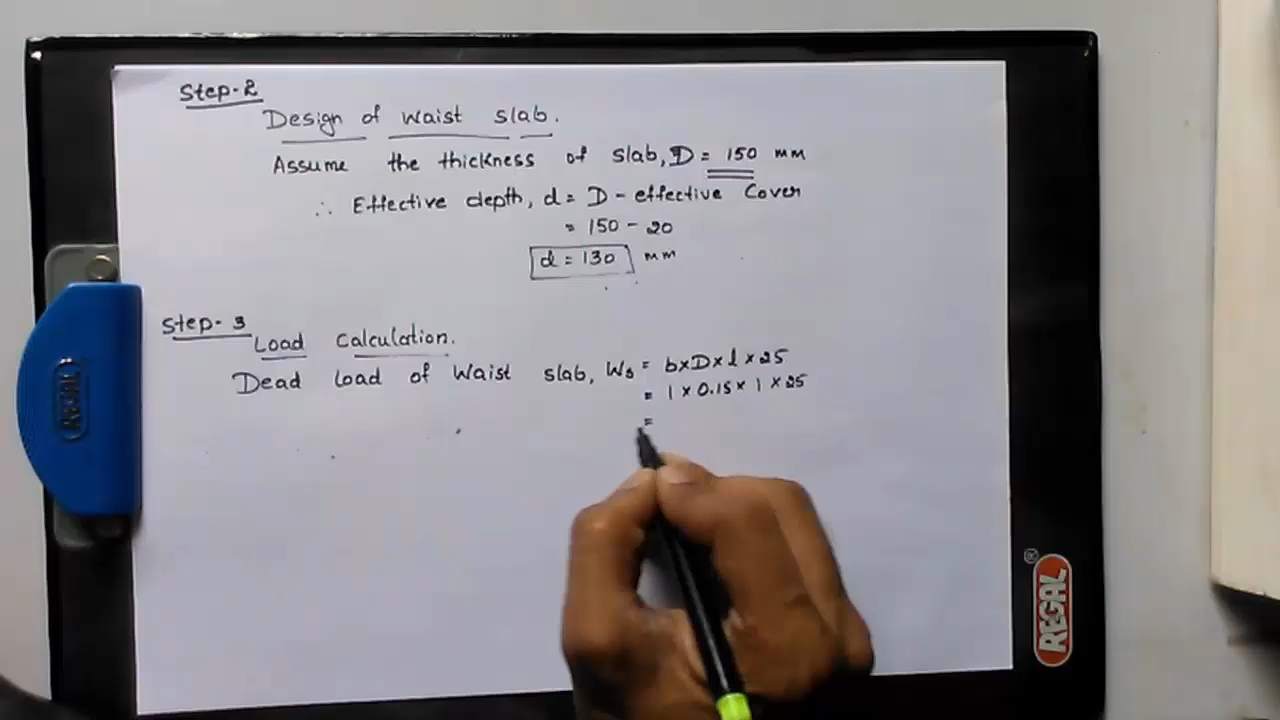 Step-2
Design of waist slab.
Assume the thickness of slab, D = 150 mm
∴ Effective depth, d = D - effective Cover
= 150 - 20
d = 130 mm
Step-3
Load Calculation.
Dead load of waist slab, Ws = b×D×l×25
= 1 × 0.15 × 1 × 25
=
REGAL
REGAL®